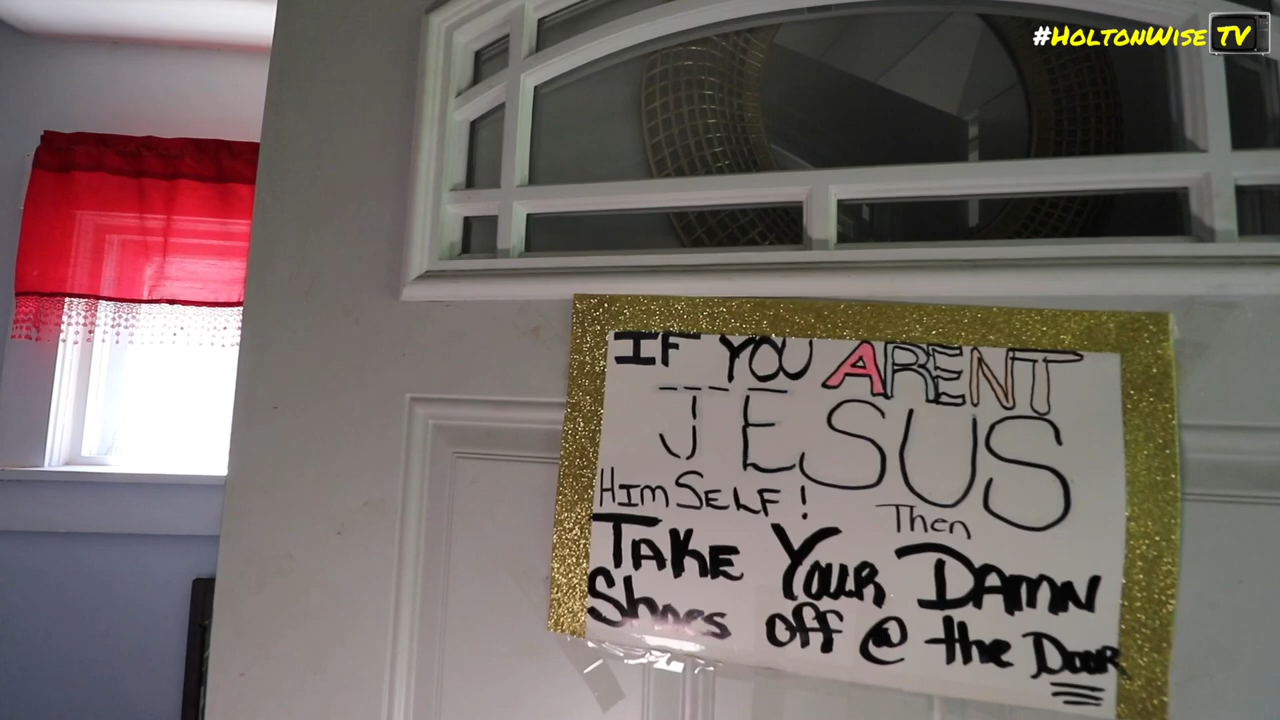 #HoltonWise TV
IF YOU ARENT
JESUS
HimSELF!
Then
TAKE YOUR DAMN
Shoes off @ the DooR